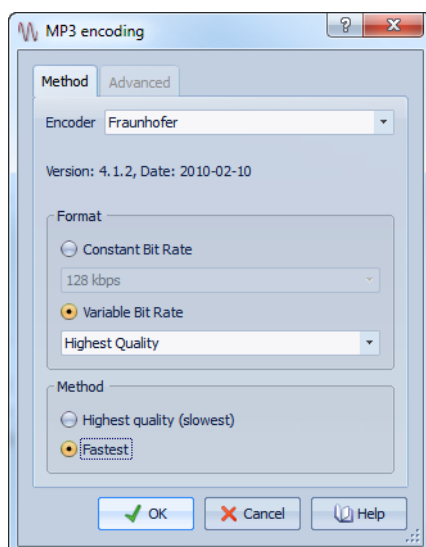 MP3 encoding
Method Advanced
Encoder Fraunhofer
Version: 4.1.2, Date: 2010-02-10
Format
Constant Bit Rate
128 kbps
Variable Bit Rate
Highest Quality
Method
Highest quality (slowest)
Fastest
OK Cancel Help